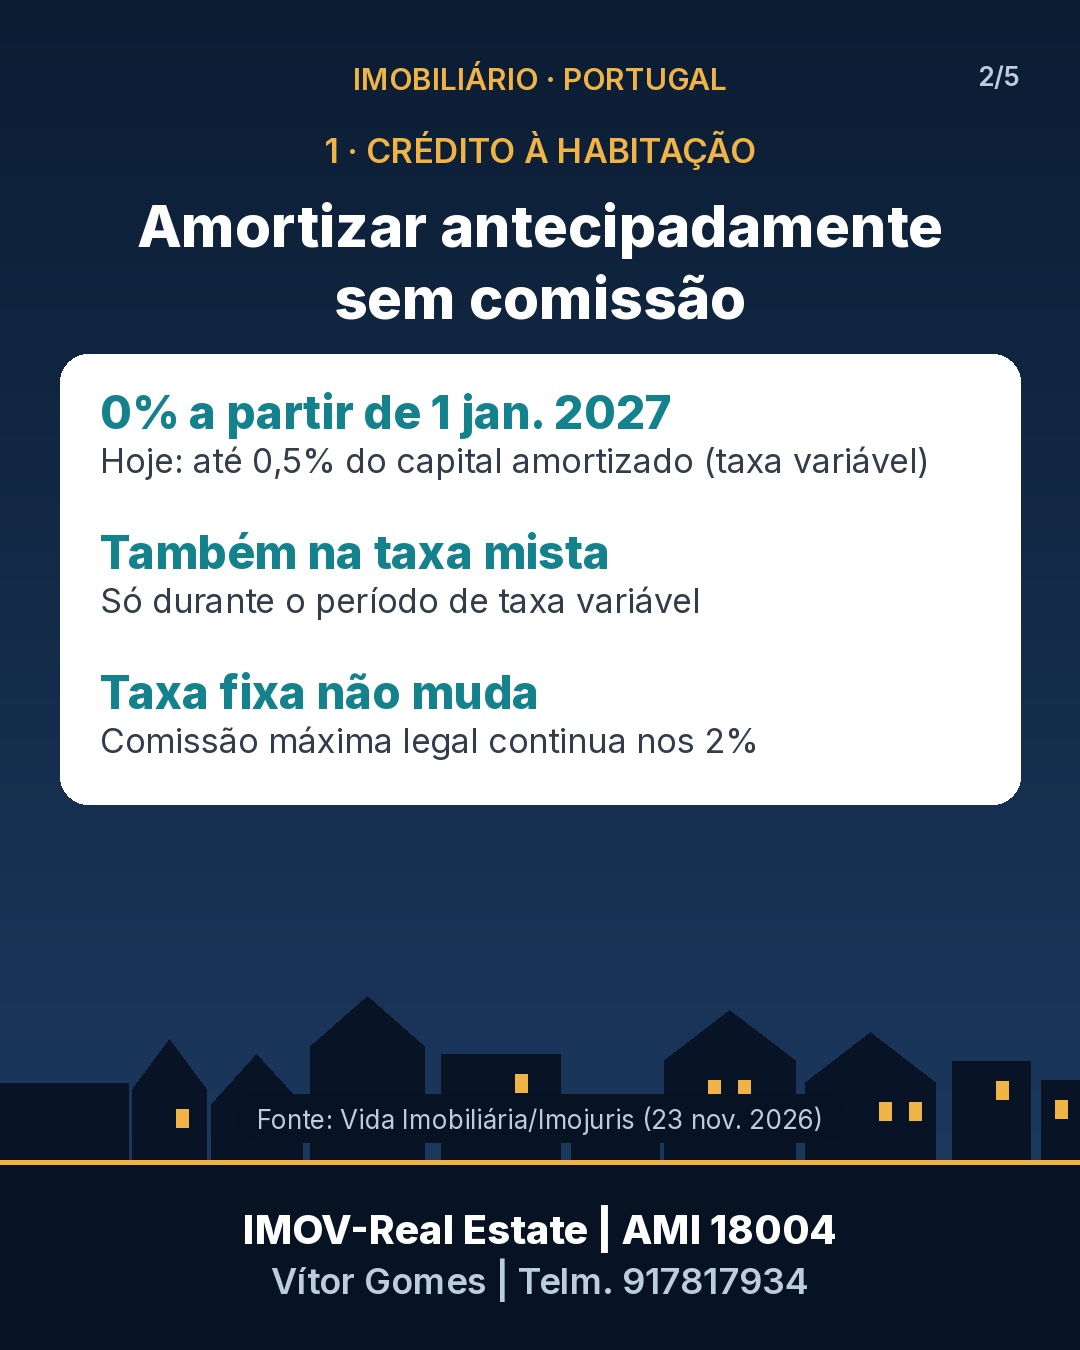 IMOBILIÁRIO · PORTUGAL
2/5
1 · CRÉDITO À HABITAÇÃO
Amortizar antecipadamente
sem comissão
0% a partir de 1 jan. 2027
Hoje: até 0,5% do capital amortizado (taxa variável)
Também na taxa mista
Só durante o período de taxa variável
Taxa fixa não muda
Comissão máxima legal continua nos 2%
Fonte: Vida Imobiliária/Imojuris (23 nov. 2026)
IMOV-Real Estate | AMI 18004
Vítor Gomes | Telm. 917817934